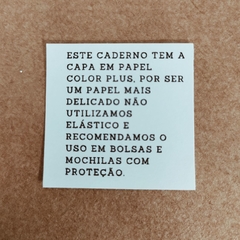 ESTE CADERNO TEM A
CAPA EM PAPEL
COLOR PLUS, POR SER
UM PAPEL MAIS
DELICADO NÃO
UTILIZAMOS
ELÁSTICO E
RECOMENDAMOS O
USO EM BOLSAS E
MOCHILAS COM
PROTEÇÃO.